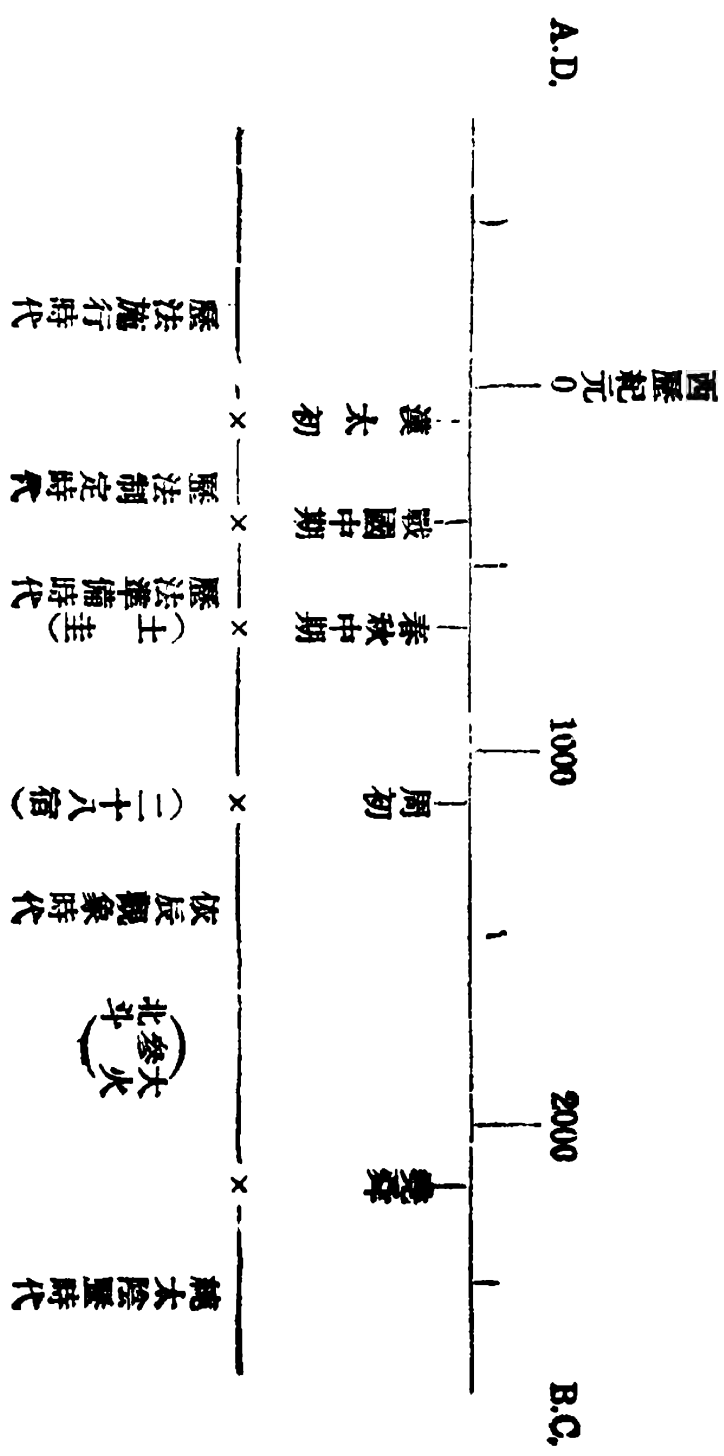 A.D.
B.C.
西曆紀元
0
1000
2000
漢太初
戰國中期
春秋中期
周初
堯舜
曆法施行時代
曆法制定時代
曆法準備時代
（土圭）
（二十八宿）
依辰觀象時代
（北斗
參
大火）
純太陰曆時代